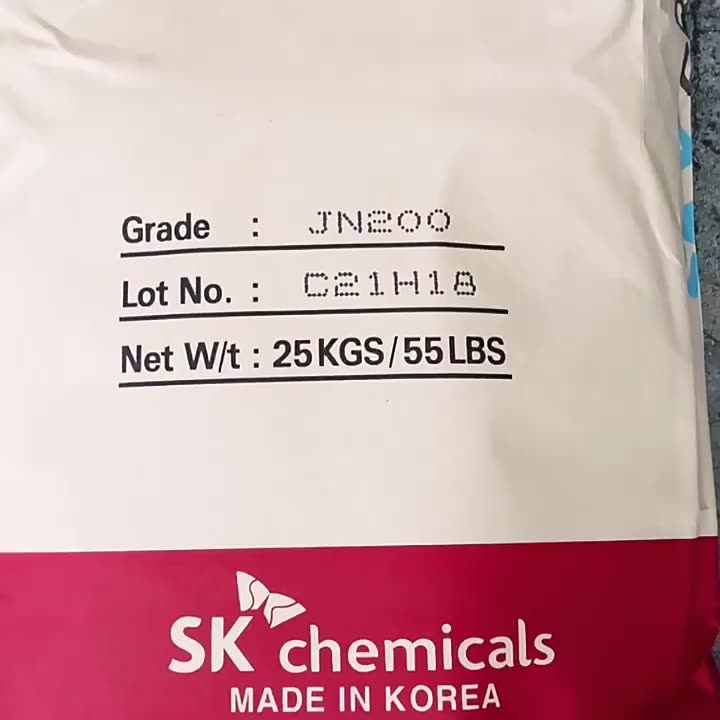 Grade : JN200
Lot No. : C21H18
Net W/t : 25KGS/55LBS
SK chemicals
MADE IN KOREA